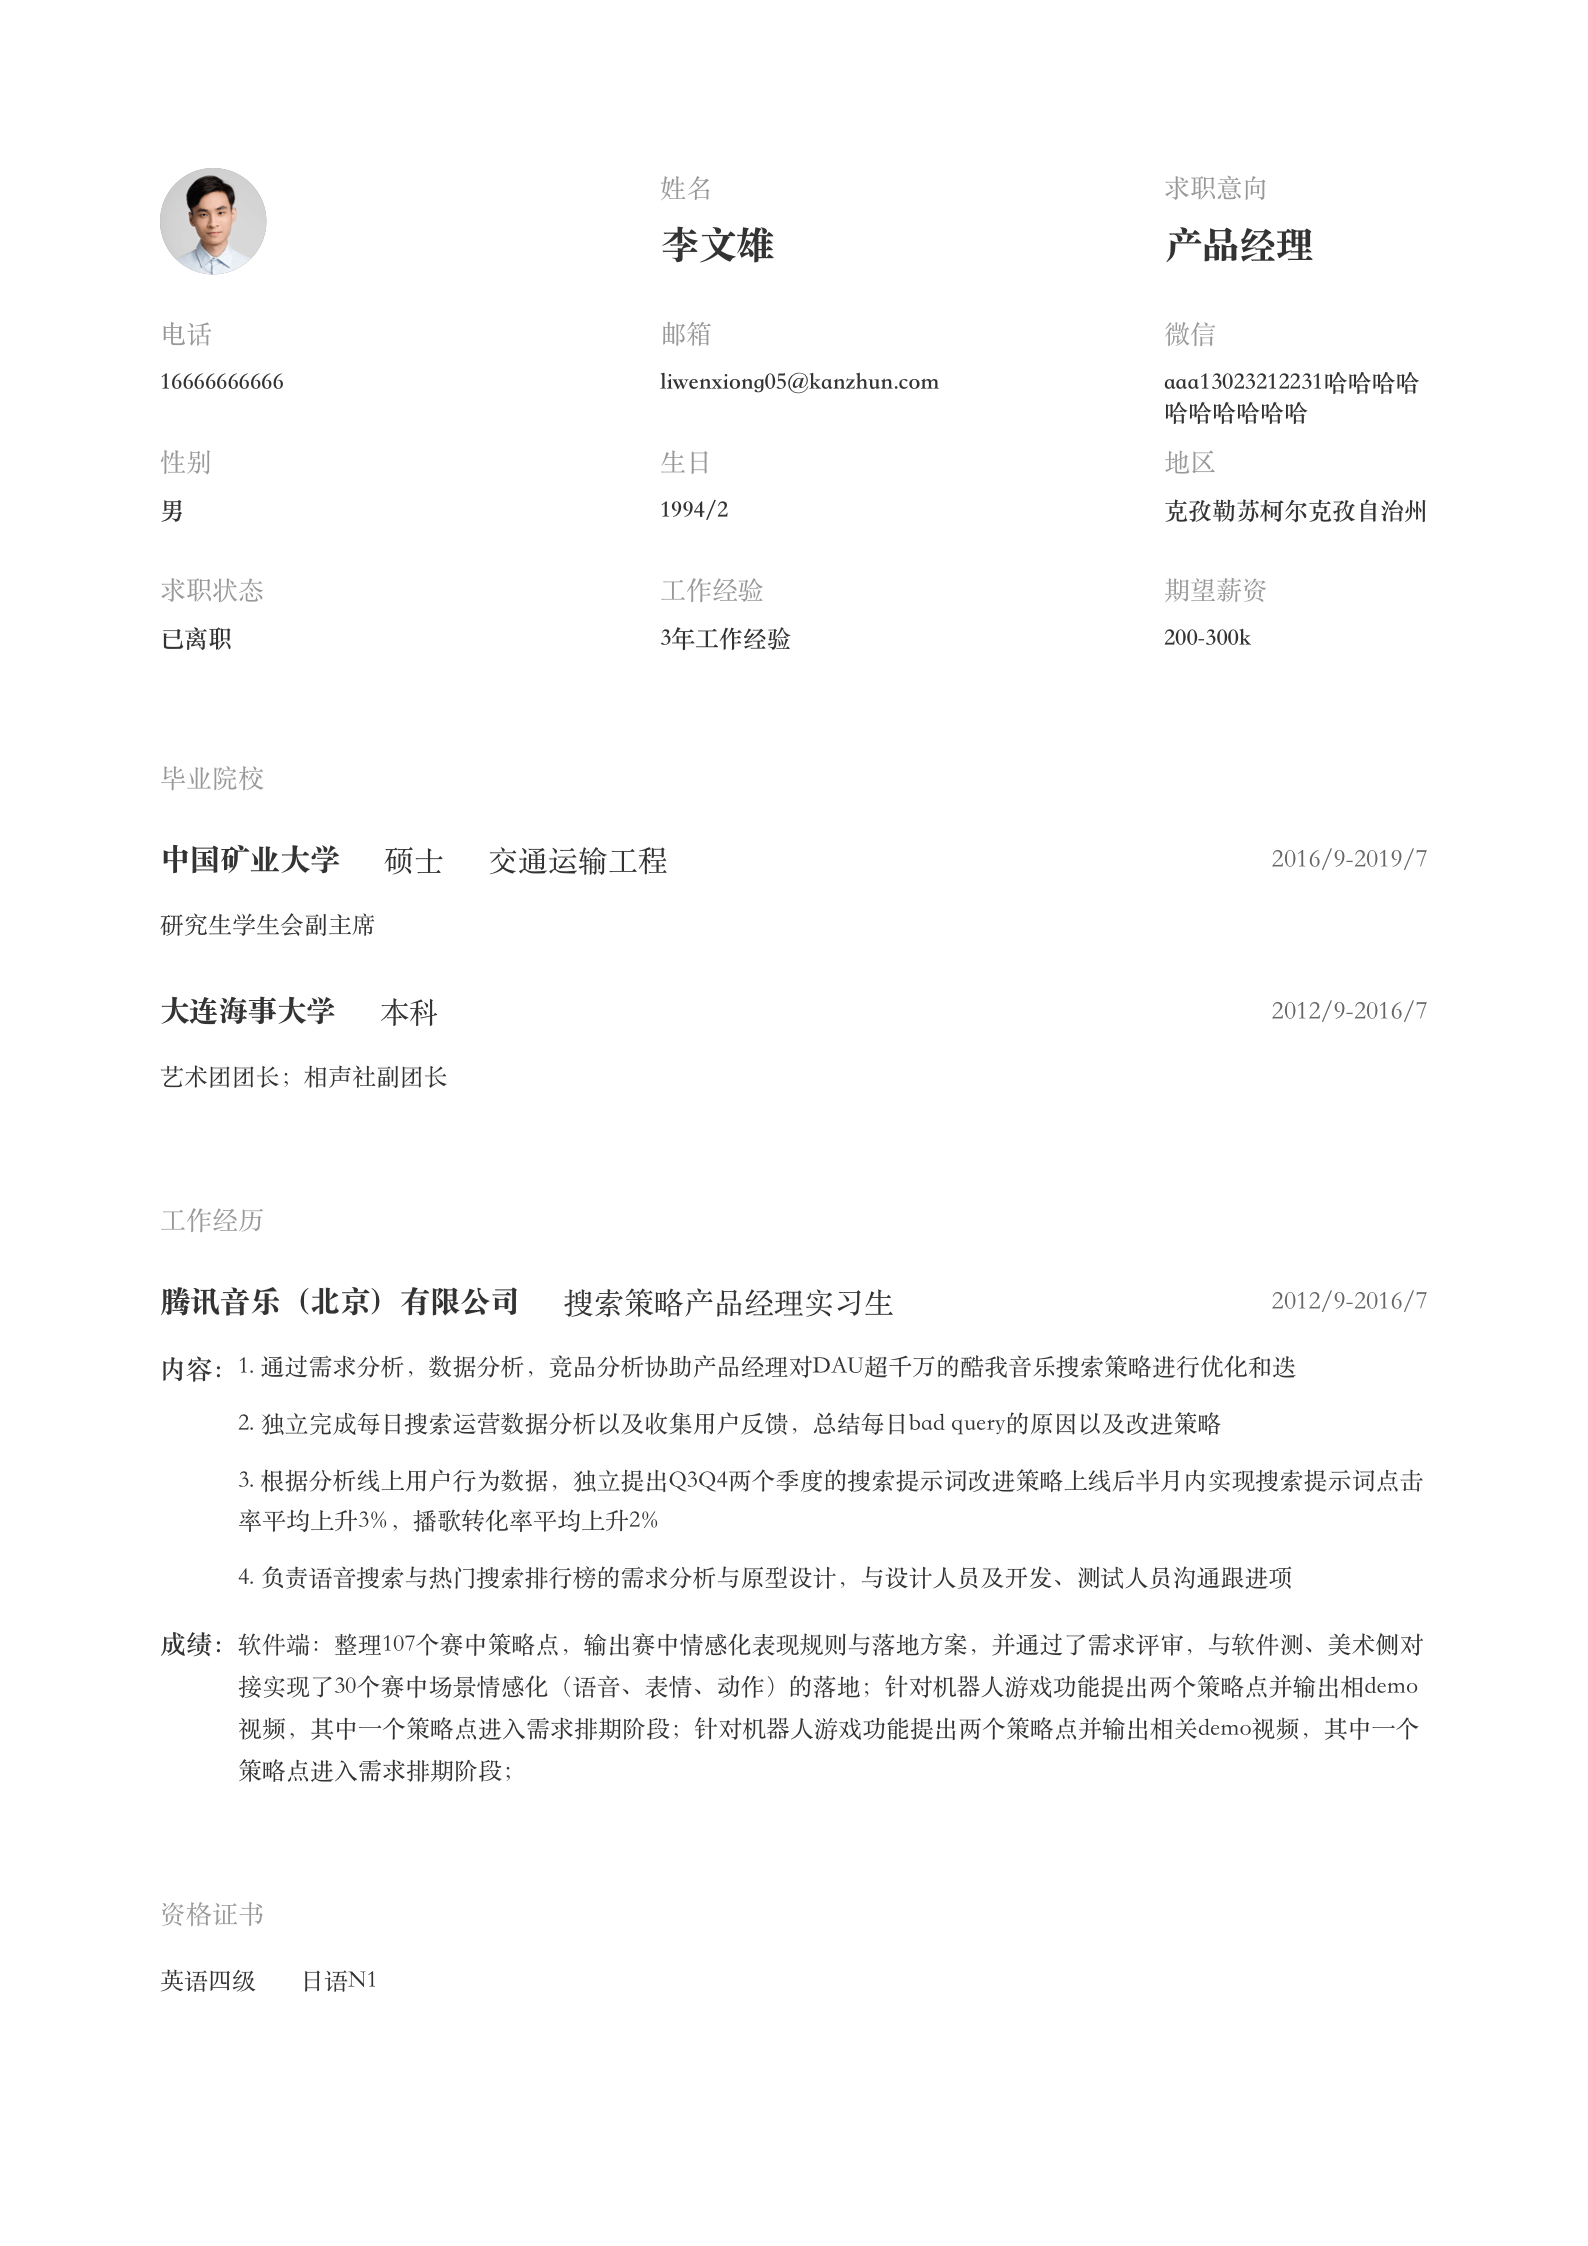 姓名
求职意向
李文雄
产品经理
电话
邮箱
微信
16666666666
liwenxiong05@kanzhun.com
aaa13023212231哈哈哈哈
哈哈哈哈哈哈
性别
生日
地区
男
1994/2
克孜勒苏柯尔克孜自治州
求职状态
工作经验
期望薪资
已离职
3年工作经验
200-300k
毕业院校
中国矿业大学 硕士 交通运输工程 2016/9-2019/7
研究生学生会副主席
大连海事大学 本科 2012/9-2016/7
艺术团团长；相声社副团长
工作经历
腾讯音乐（北京）有限公司 搜索策略产品经理实习生 2012/9-2016/7
内容：1. 通过需求分析，数据分析，竞品分析协助产品经理对DAU超千万的酷我音乐搜索策略进行优化和迭
2. 独立完成每日搜索运营数据分析以及收集用户反馈，总结每日bad query的原因以及改进策略
3. 根据分析线上用户行为数据，独立提出Q3Q4两个季度的搜索提示词改进策略上线后半月内实现搜索提示词点击
率平均上升3%，播歌转化率平均上升2%
4. 负责语音搜索与热门搜索排行榜的需求分析与原型设计，与设计人员及开发、测试人员沟通跟进项
成绩：软件端：整理107个赛中策略点，输出赛中情感化表现规则与落地方案，并通过了需求评审，与软件测、美术侧对
接实现了30个赛中场景情感化（语音、表情、动作）的落地；针对机器人游戏功能提出两个策略点并输出相demo
视频，其中一个策略点进入需求排期阶段；针对机器人游戏功能提出两个策略点并输出相关demo视频，其中一个
策略点进入需求排期阶段；
资格证书
英语四级 日语N1